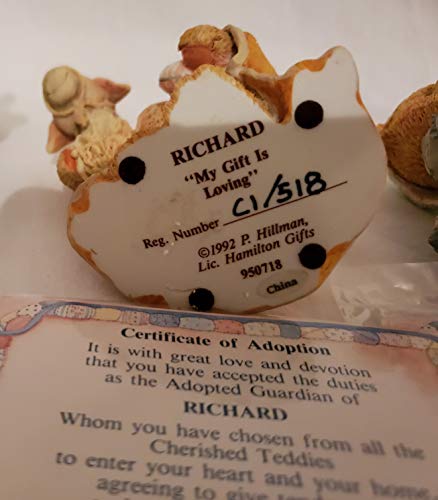 RICHARD
"My Gift Is
Loving"
Reg. Number C1/518
©1992 P. Hillman,
Lic. Hamilton Gifts
950718
China
Certificate of Adoption
It is with great love and devotion
that you have accepted the duties
as the Adopted Guardian of
RICHARD
Whom you have chosen from all the
Cherished Teddies
to enter your heart and your home
agreeing to give